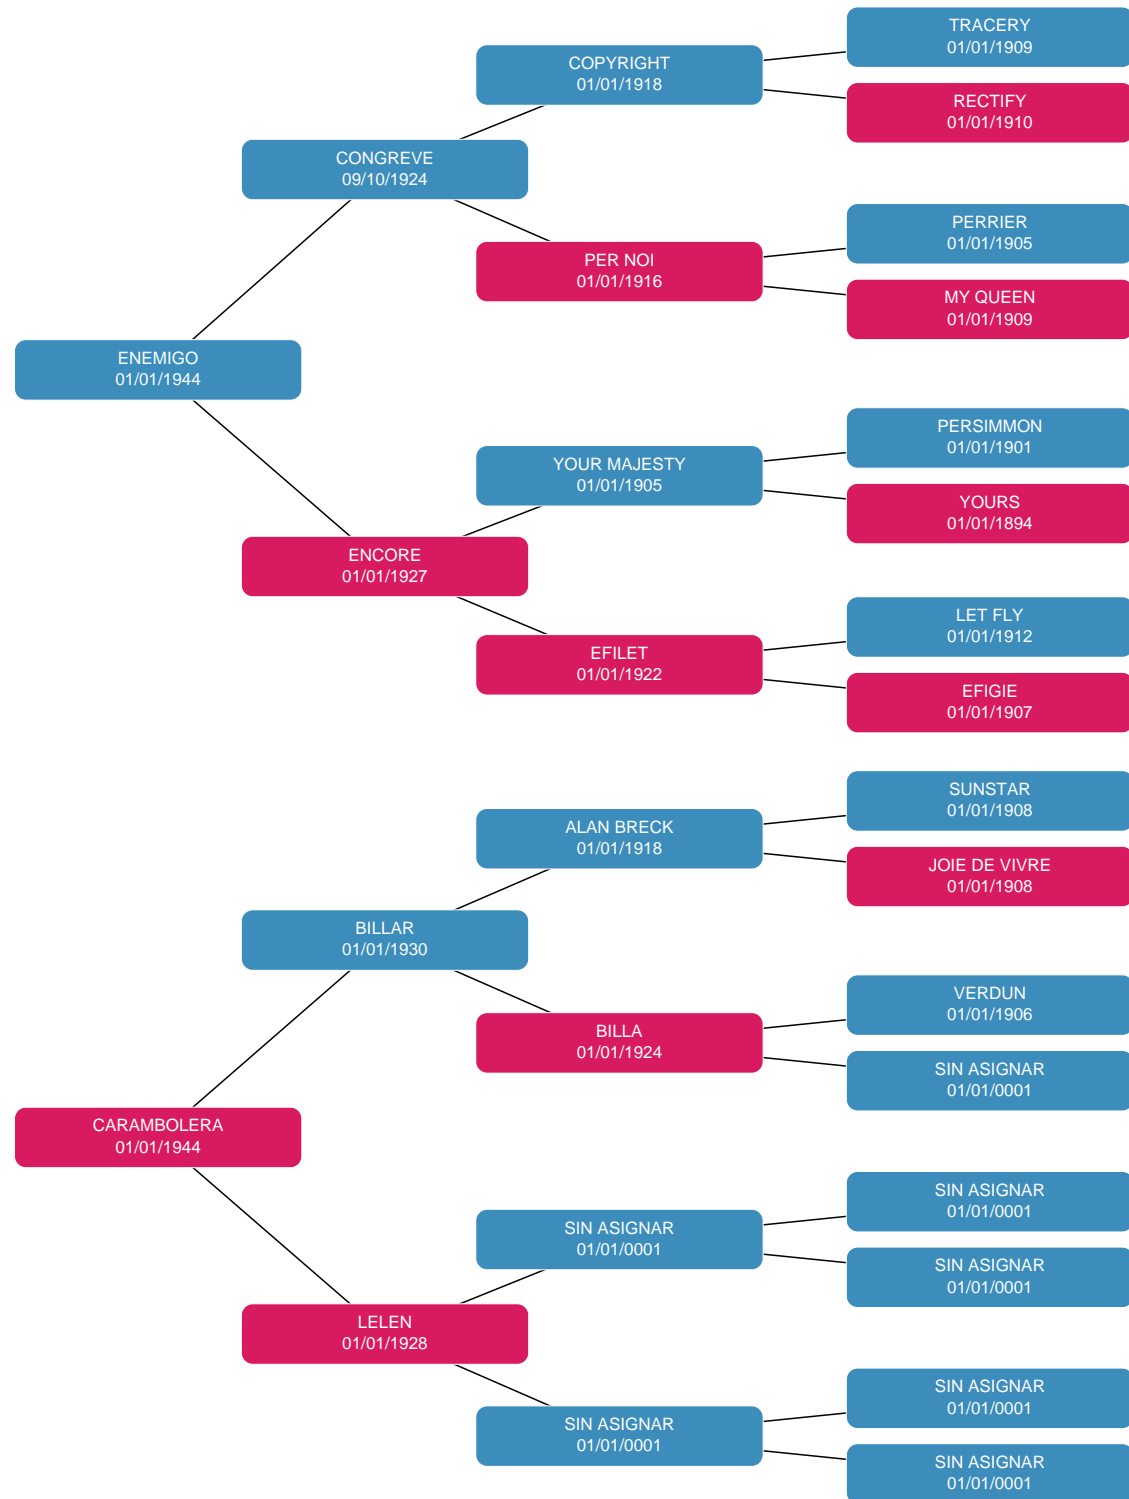 TRACERY
01/01/1909
COPYRIGHT
01/01/1918
RECTIFY
01/01/1910
CONGREVE
09/10/1924
PERRIER
01/01/1905
PER NOI
01/01/1916
MY QUEEN
01/01/1909
ENEMIGO
01/01/1944
PERSIMMON
01/01/1901
YOUR MAJESTY
01/01/1905
YOURS
01/01/1894
ENCORE
01/01/1927
LET FLY
01/01/1912
EFILET
01/01/1922
EFIGIE
01/01/1907
SUNSTAR
01/01/1908
ALAN BRECK
01/01/1918
JOIE DE VIVRE
01/01/1908
BILLAR
01/01/1930
VERDUN
01/01/1906
BILLA
01/01/1924
SIN ASIGNAR
01/01/0001
CARAMBOLERA
01/01/1944
SIN ASIGNAR
01/01/0001
SIN ASIGNAR
01/01/0001
SIN ASIGNAR
01/01/0001
LELEN
01/01/1928
SIN ASIGNAR
01/01/0001
SIN ASIGNAR
01/01/0001
SIN ASIGNAR
01/01/0001